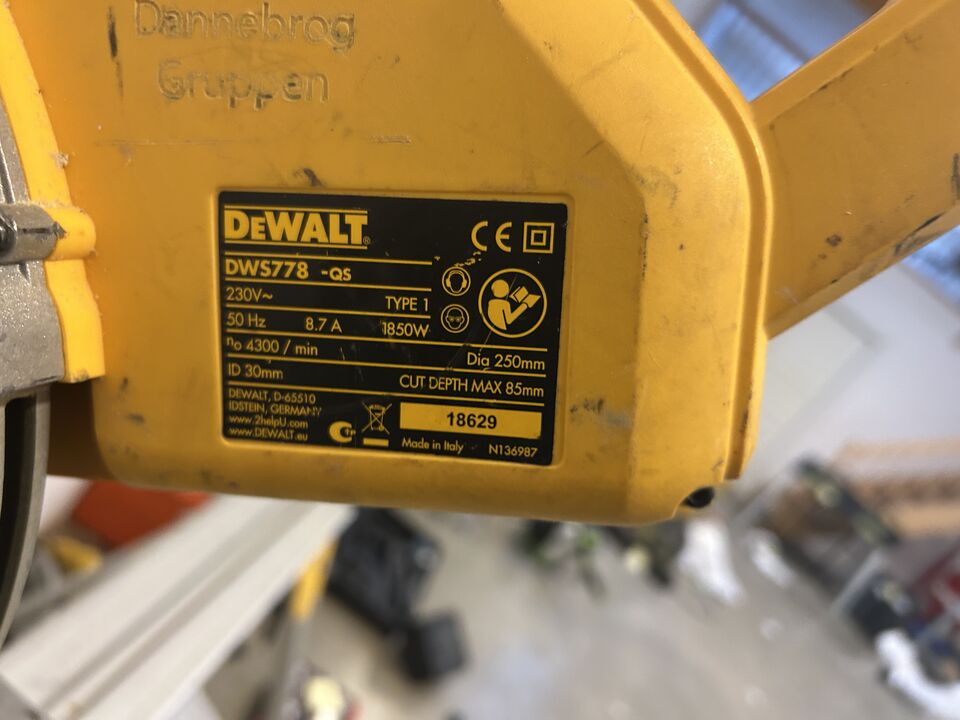 Dannebrog
Gruppen
DEWALT®
CE
DWS778 -QS
230V~ TYPE 1
50 Hz 8.7 A 1850W
no 4300 / min Dia 250mm
ID 30mm CUT DEPTH MAX 85mm
DEWALT, D-65510
IDSTEIN, GERMANY
www.2helpU.com
www.DEWALT.eu
18629
Made in Italy N136987